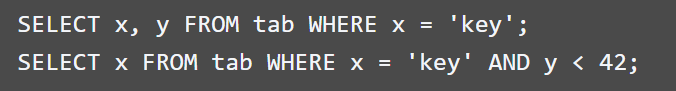 SELECT x, y FROM tab WHERE x = 'key';
SELECT x FROM tab WHERE x = 'key' AND y < 42;